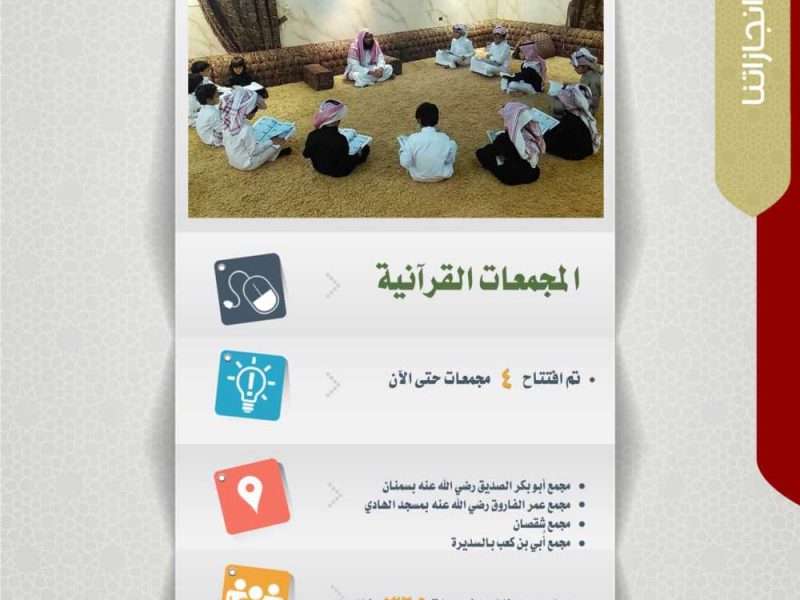 انجازاتنا
المجمعات القرآنية
• تم افتتاح ٤ مجمعات حتى الآن
• مجمع أبو بكر الصديق رضي الله عنه بسمنان
• مجمع عمر الفاروق رضي الله عنه بمسجد الهادي
• مجمع شقصان
• مجمع أبي بن كعب بالسديرة